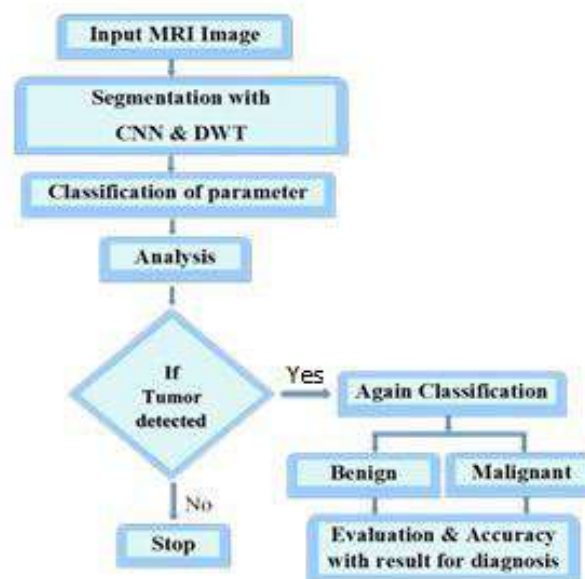 Input MRI Image
Segmentation with
CNN & DWT
Classification of parameter
Analysis
If
Tumor
detected
Yes
Again Classification
Benign
Malignant
No
Stop
Evaluation & Accuracy
with result for diagnosis